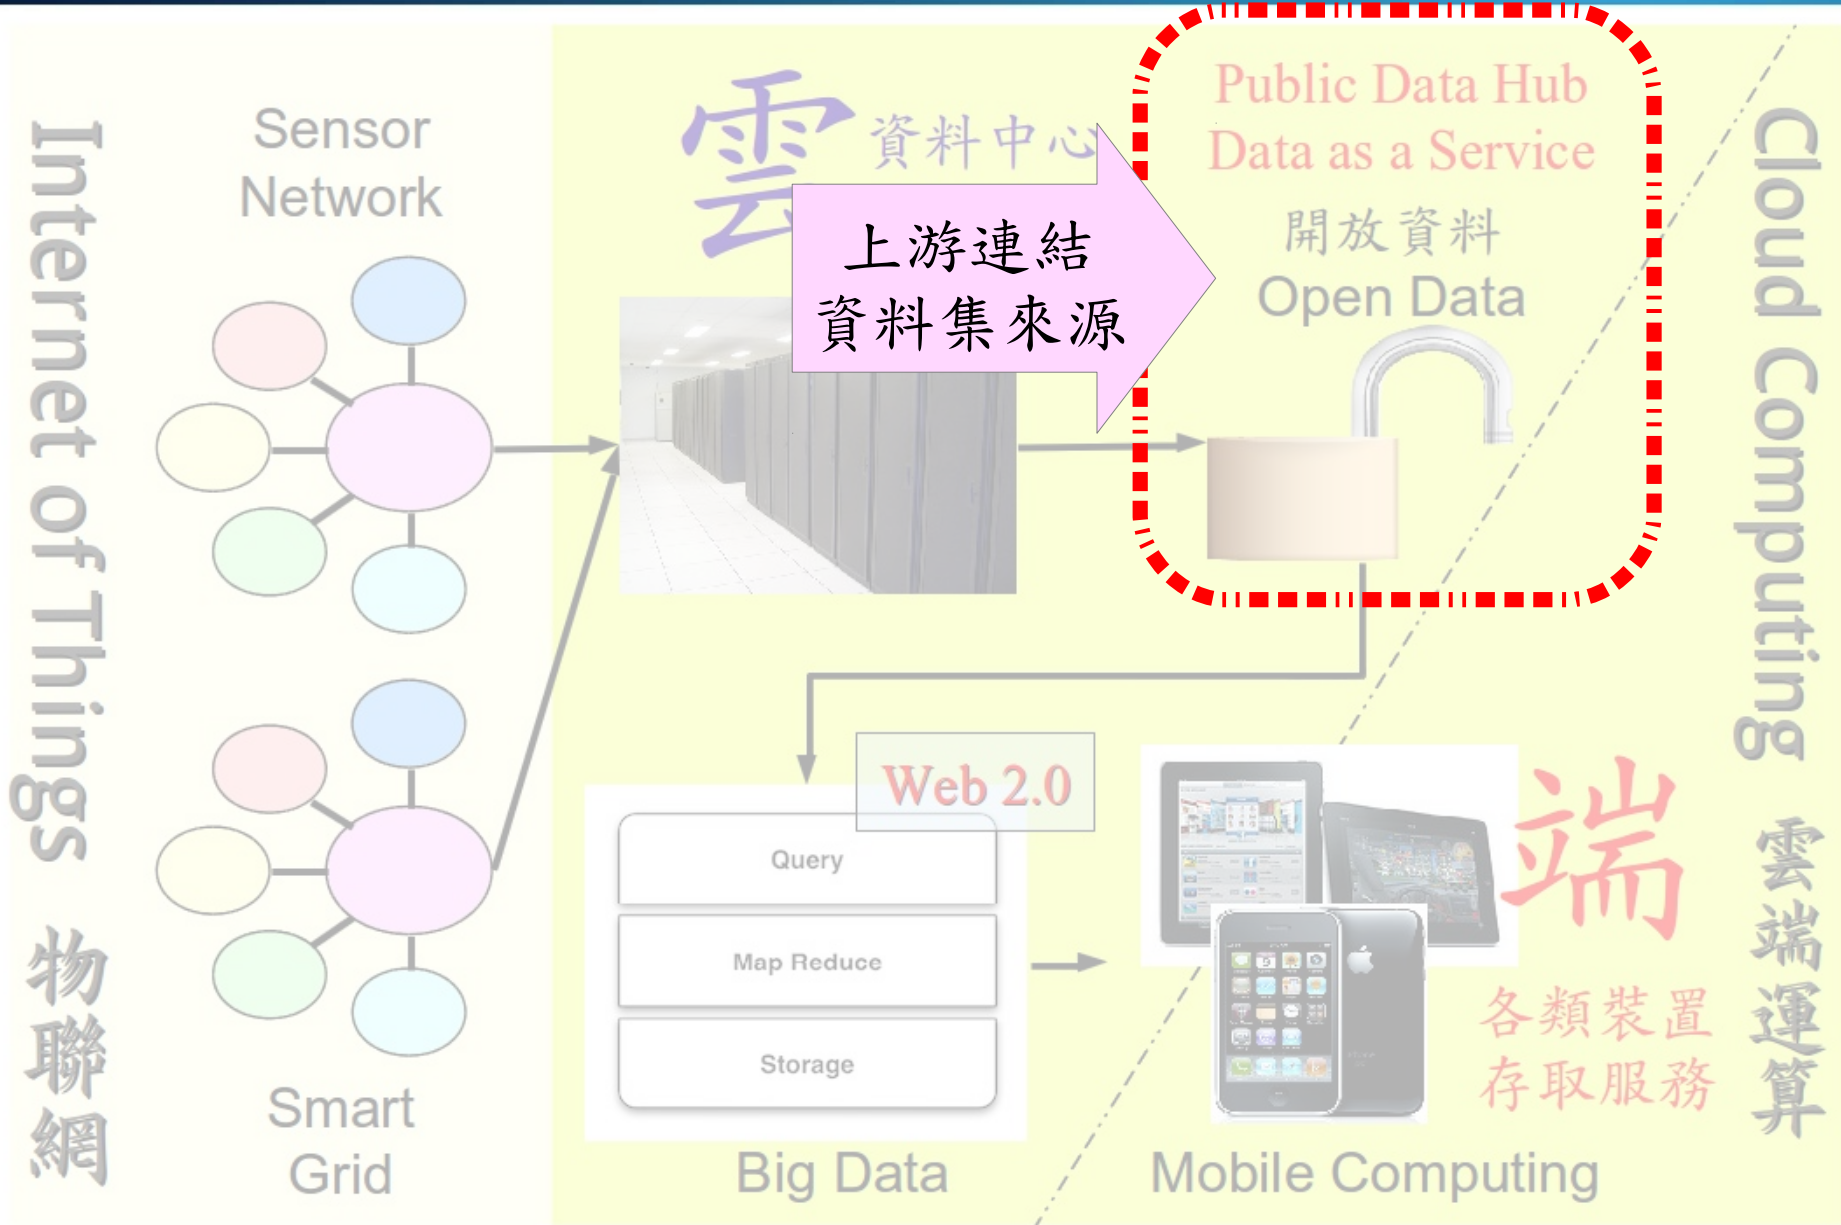 Internet of Things 物聯網
Sensor
Network
Smart
Grid
雲 資料中心
上游連結
資料集來源
Public Data Hub
Data as a Service
開放資料
Open Data
Web 2.0
Query
Map Reduce
Storage
Big Data
端
各類裝置
存取服務
Mobile Computing
Cloud Computing 雲端運算